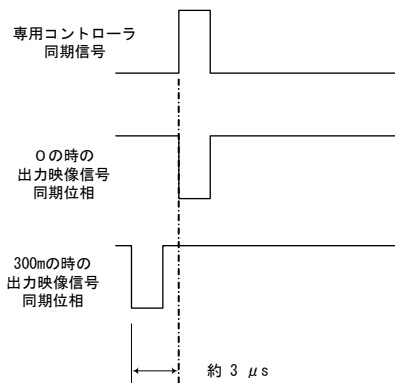 専用コントローラ
同期信号
0の時の
出力映像信号
同期位相
300mの時の
出力映像信号
同期位相
約 3 μs